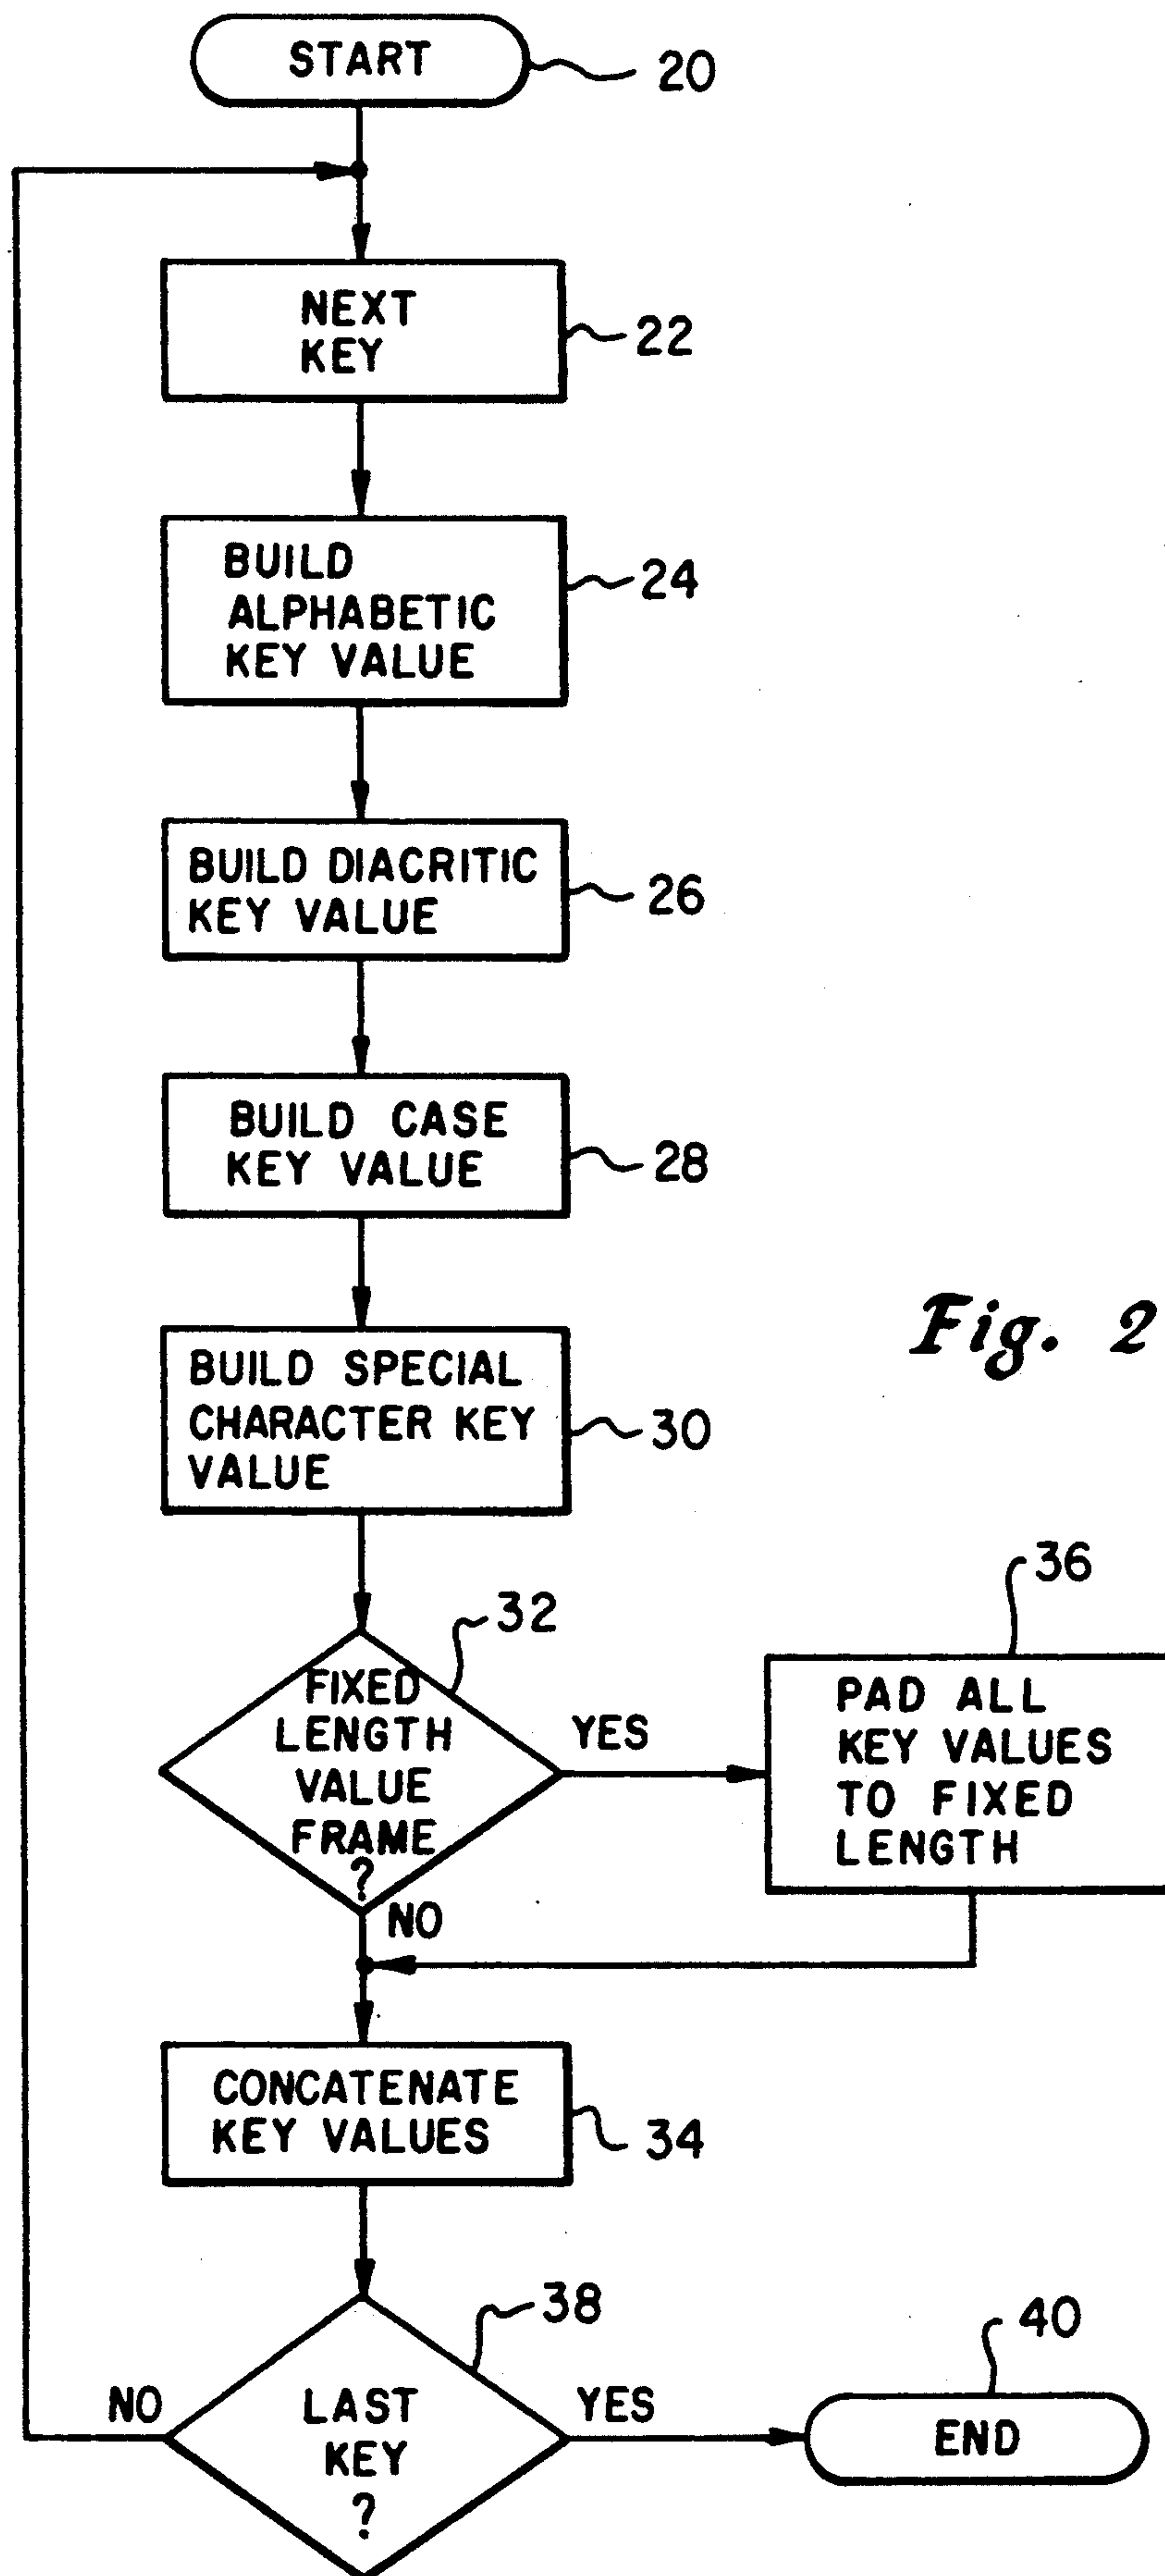 START
20
NEXT
KEY
22
BUILD
ALPHABETIC
KEY VALUE
24
BUILD DIACRITIC
KEY VALUE
26
BUILD CASE
KEY VALUE
28
Fig. 2
BUILD SPECIAL
CHARACTER KEY
VALUE
30
32
FIXED
LENGTH
VALUE
FRAME
?
YES
NO
36
PAD ALL
KEY VALUES
TO FIXED
LENGTH
CONCATENATE
KEY VALUES
34
38
LAST
KEY
?
NO
YES
40
END